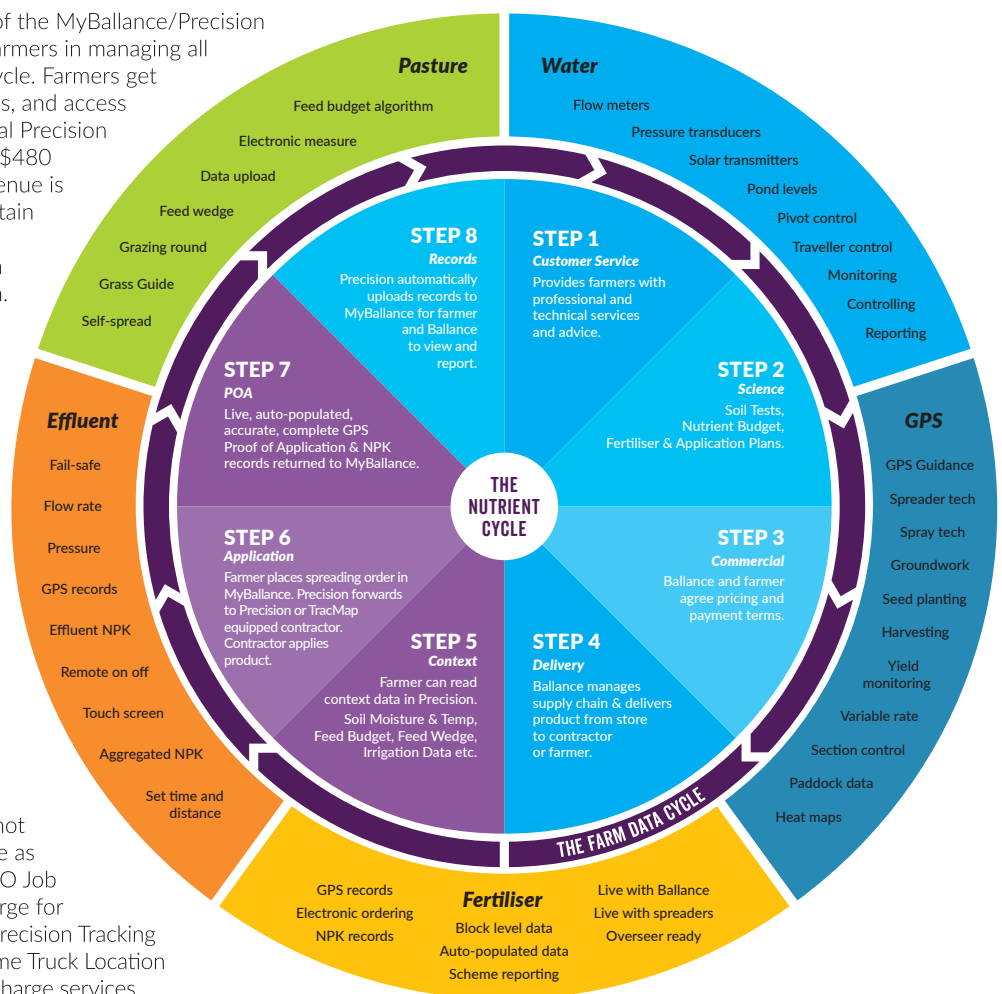 of the MyBallance/Precision
armers in managing all
ycle. Farmers get
s, and access
al Precision
$480
enue is
tain
n.
Pasture
Feed budget algorithm
Electronic measure
Data upload
Feed wedge
Grazing round
Grass Guide
Self-spread
Water
Flow meters
Pressure transducers
Solar transmitters
Pond levels
Pivot control
Traveller control
Monitoring
Controlling
Reporting
GPS
GPS Guidance
Spreader tech
Spray tech
Groundwork
Seed planting
Harvesting
Yield
monitoring
Variable rate
Section control
Paddock data
Heat maps
Fertiliser
GPS records
Electronic ordering
NPK records
Block level data
Auto-populated data
Scheme reporting
Live with Ballance
Live with spreaders
Overseer ready
Effluent
Fail-safe
Flow rate
Pressure
GPS records
Effluent NPK
Remote on off
Touch screen
Aggregated NPK
Set time and
distance
THE FARM DATA CYCLE
THE
NUTRIENT
CYCLE
STEP 1
Customer Service
Provides farmers with
professional and
technical services
and advice.
STEP 2
Science
Soil Tests,
Nutrient Budget,
Fertiliser & Application Plans.
STEP 3
Commercial
Ballance and farmer
agree pricing and
payment terms.
STEP 4
Delivery
Ballance manages
supply chain & delivers
product from store
to contractor
or farmer.
STEP 5
Context
Farmer can read
context data in Precision.
Soil Moisture & Temp,
Feed Budget, Feed Wedge,
Irrigation Data etc.
STEP 6
Application
Farmer places spreading order in
MyBallance. Precision forwards
to Precision or TracMap
equipped contractor.
Contractor applies
product.
STEP 7
POA
Live, auto-populated,
accurate, complete GPS
Proof of Application & NPK
records returned to MyBallance.
STEP 8
Records
Precision automatically
uploads records to
MyBallance for farmer
and Ballance
to view and
report.
not
e as
O Job
rge for
recision Tracking
me Truck Location
charge services